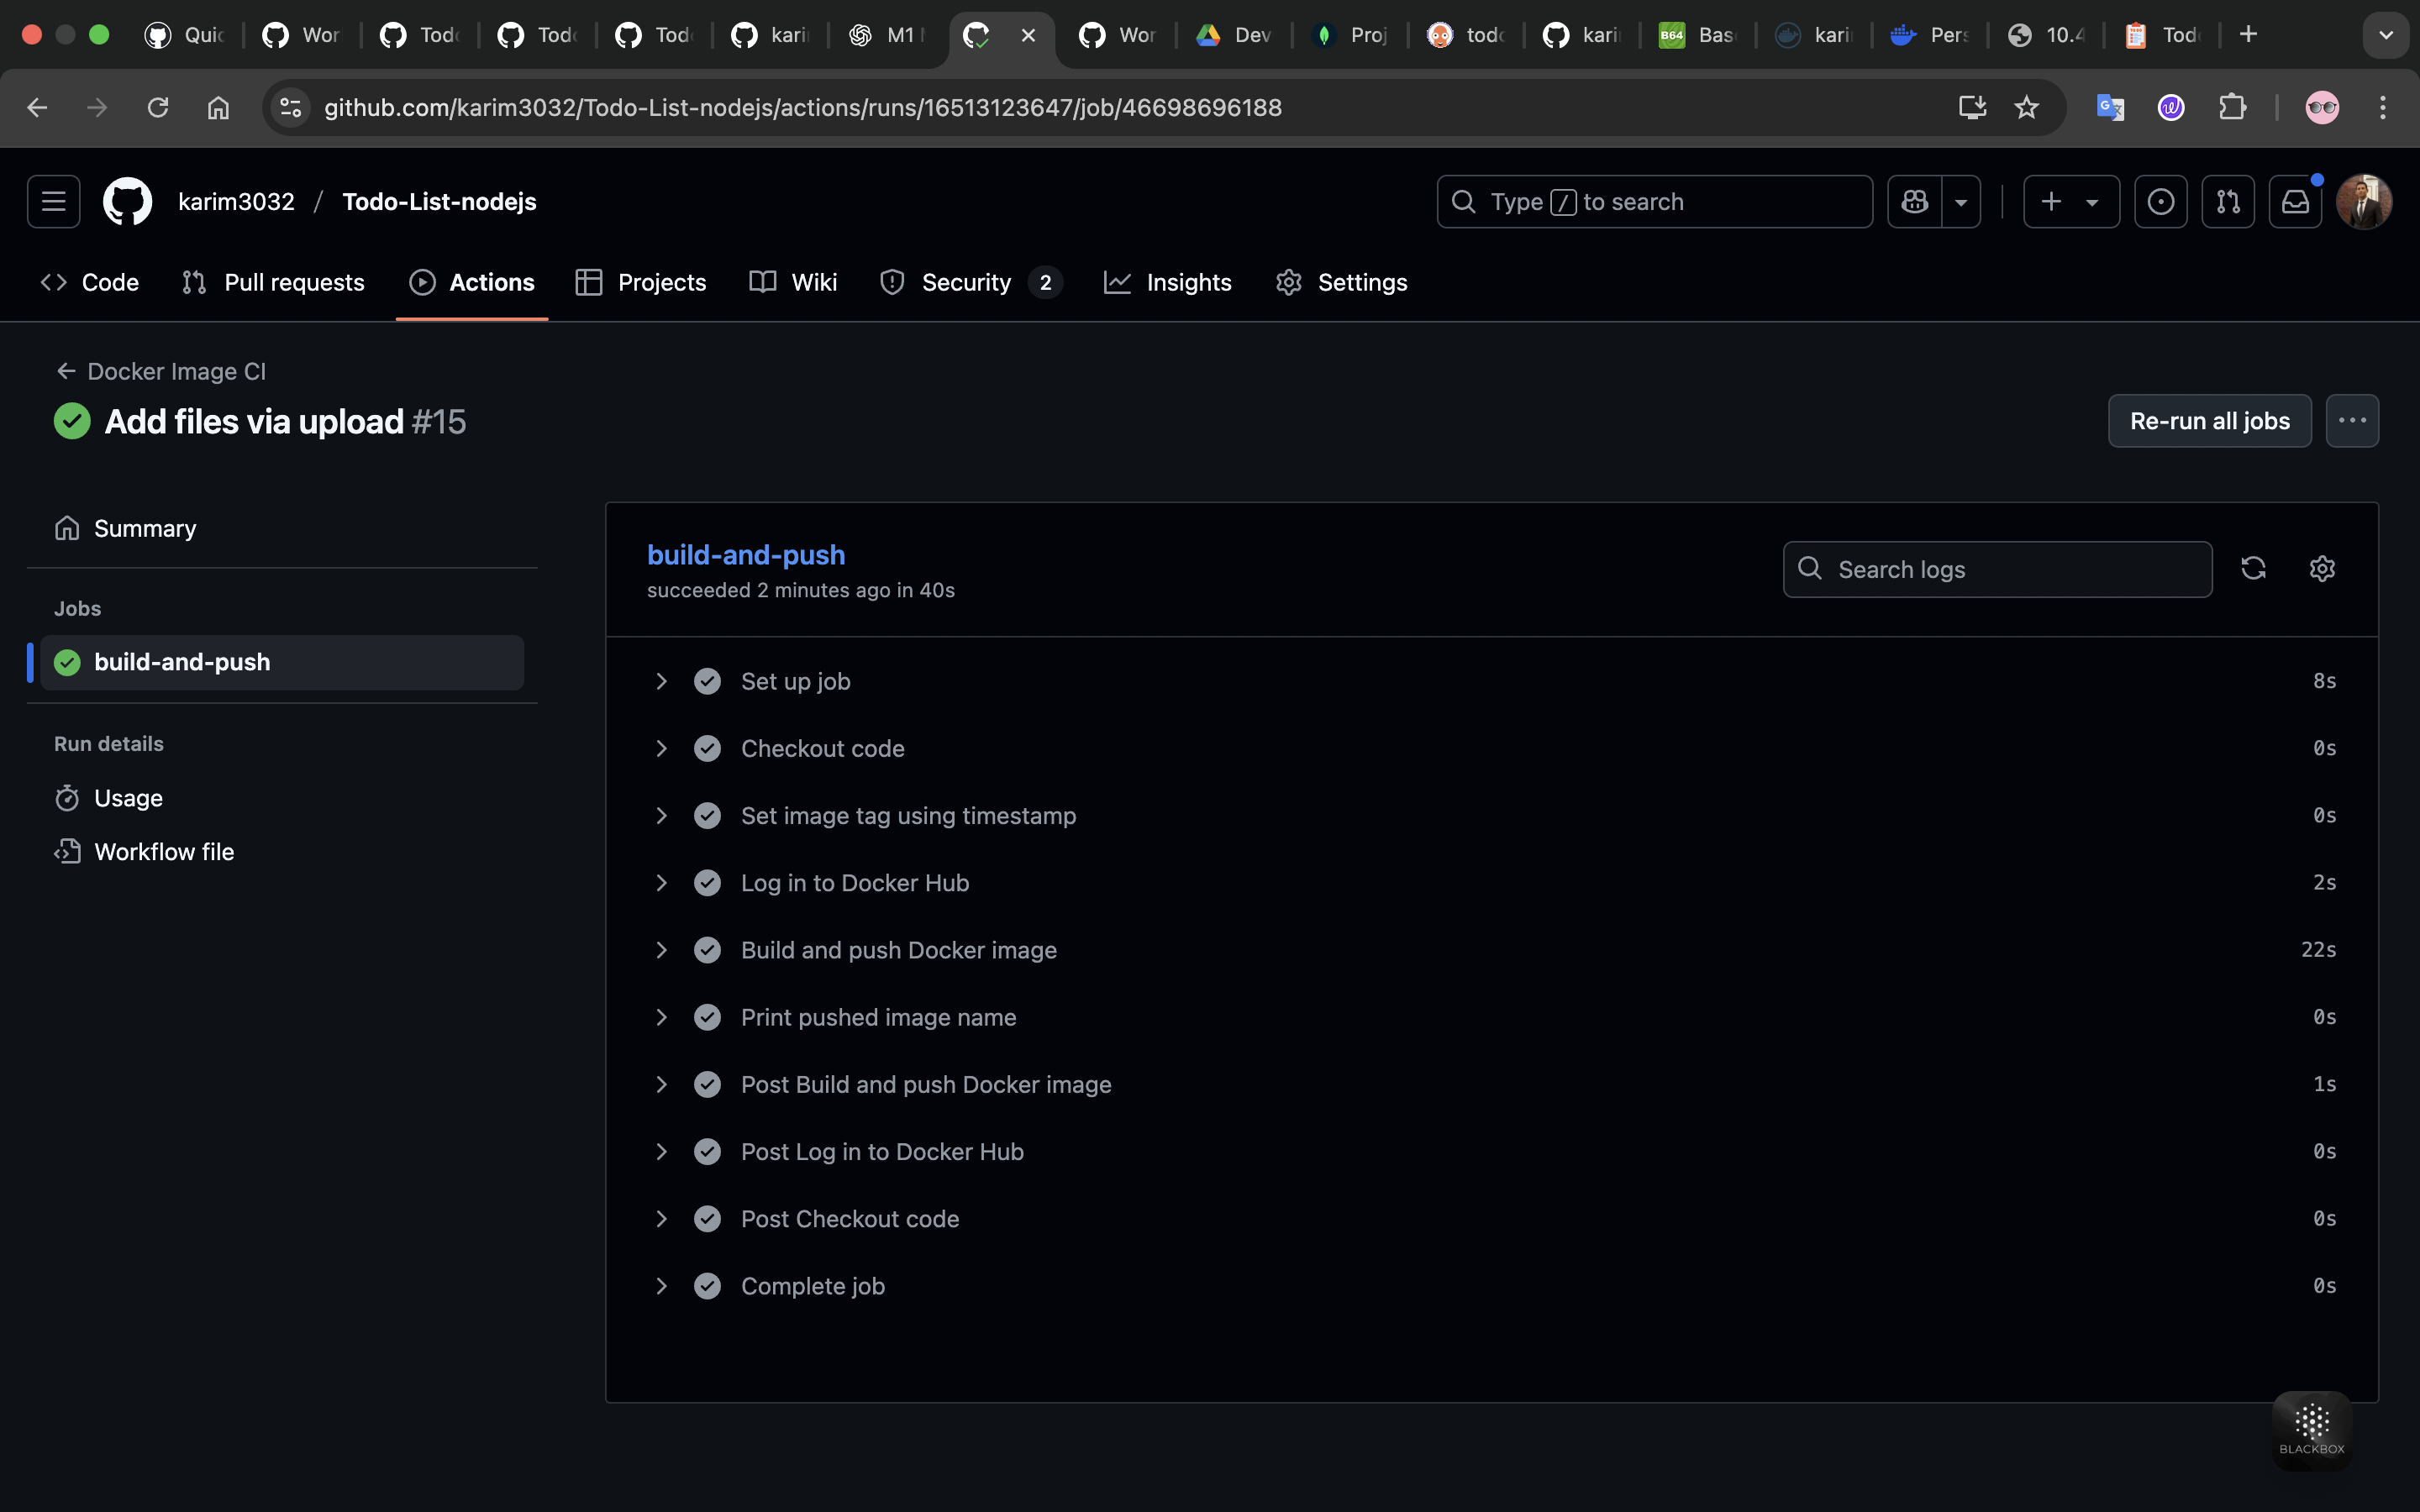 Quic
Wor
Tod
Tod
Tod
kari
M1
Wor
Dev
Proj
todo
kari
B64
Bas
kari
Pers
10.4
Tod
github.com/karim3032/Todo-List-nodejs/actions/runs/16513123647/job/46698696188
karim3032 / Todo-List-nodejs
Type / to search
Code
Pull requests
Actions
Projects
Wiki
Security 2
Insights
Settings
Docker Image CI
Add files via upload #15
Re-run all jobs
Summary
Jobs
build-and-push
Run details
Usage
Workflow file
build-and-push
succeeded 2 minutes ago in 40s
Search logs
Set up job 8s
Checkout code 0s
Set image tag using timestamp 0s
Log in to Docker Hub 2s
Build and push Docker image 22s
Print pushed image name 0s
Post Build and push Docker image 1s
Post Log in to Docker Hub 0s
Post Checkout code 0s
Complete job 0s
BLACKBOX